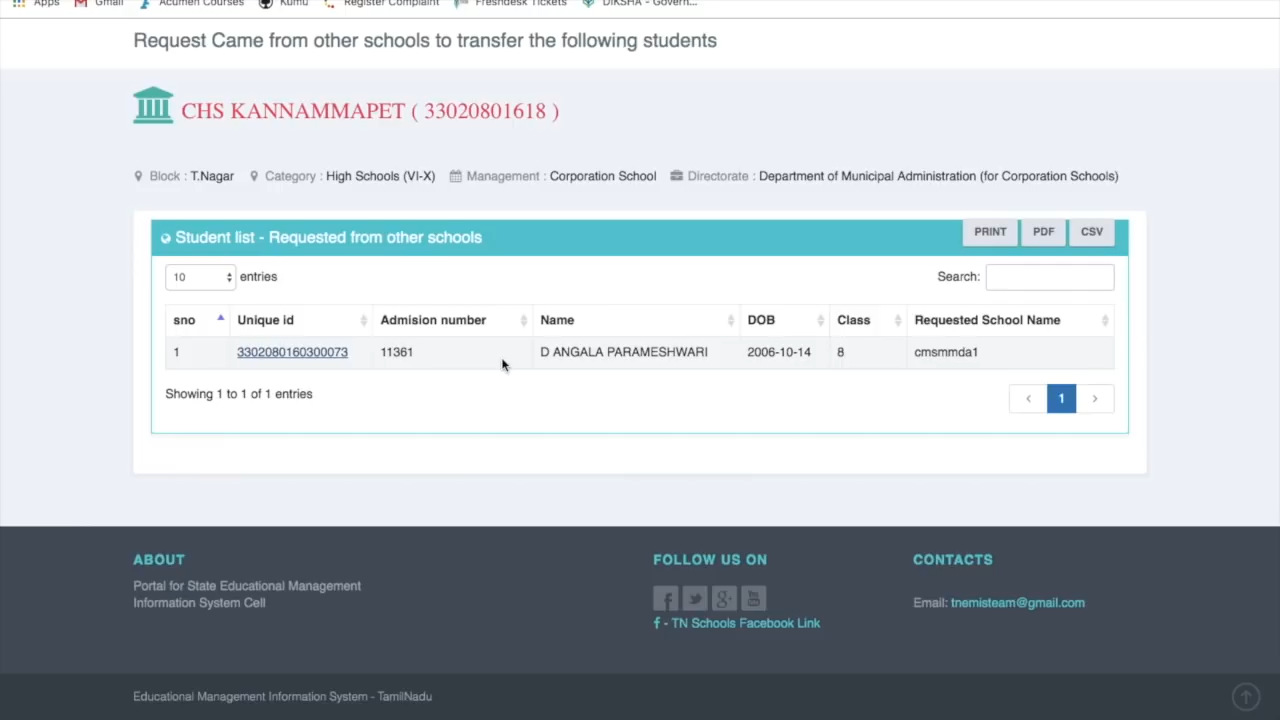 Apps Gmail Acumen Courses Kumu Register Complaint Freshdesk Tickets DIKSHA - Govern...
Request Came from other schools to transfer the following students
CHS KANNAMMAPET ( 33020801618 )
Block : T.Nagar Category : High Schools (VI-X) Management : Corporation School Directorate : Department of Municipal Administration (for Corporation Schools)
Student list - Requested from other schools PRINT PDF CSV
10 entries Search:
sno Unique id Admision number Name DOB Class Requested School Name
1 3302080160300073 11361 D ANGALA PARAMESHWARI 2006-10-14 8 cmsmmda1
Showing 1 to 1 of 1 entries
‹ 1 ›
ABOUT FOLLOW US ON CONTACTS
Portal for State Educational Management
Information System Cell
Email: tnemisteam@gmail.com
f - TN Schools Facebook Link
Educational Management Information System - TamilNadu